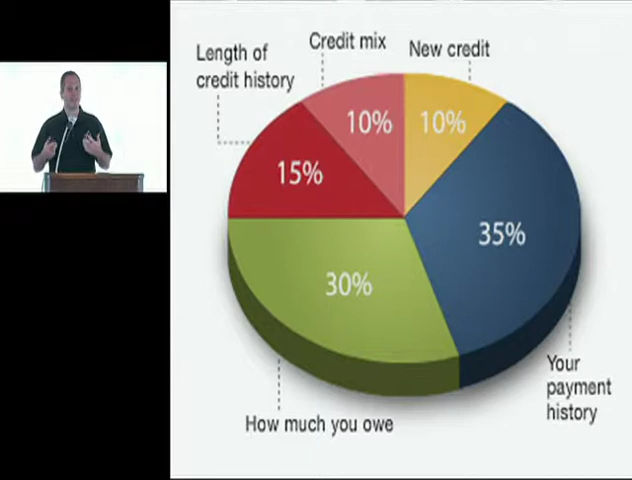 Length of
credit history
Credit mix
New credit
10%
10%
15%
35%
30%
Your
payment
history
How much you owe